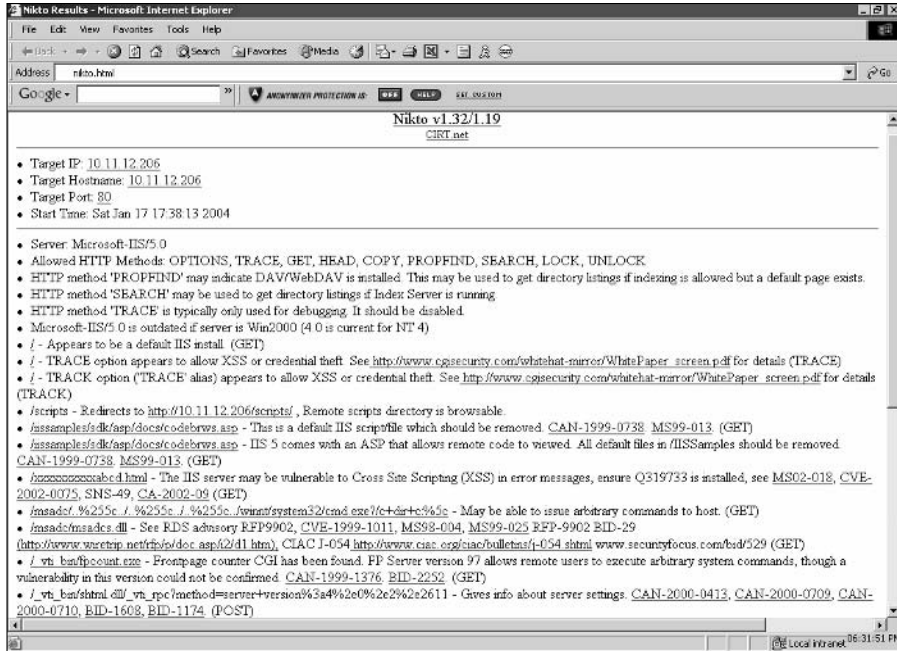 Nikto Results - Microsoft Internet Explorer
File Edit View Favorites Tools Help
Back Search Favorites Media
Address nikto.html Go
Google ANONYMIZER PROTECTION IS: OFF HELP SET CUSTOM
Nikto v1.32/1.19
CIRT.net
• Target IP: 10.11.12.206
• Target Hostname: 10.11.12.206
• Target Port: 80
• Start Time: Sat Jan 17 17:38:13 2004
• Server: Microsoft-IIS/5.0
• Allowed HTTP Methods: OPTIONS, TRACE, GET, HEAD, COPY, PROPFIND, SEARCH, LOCK, UNLOCK
• HTTP method 'PROPFIND' may indicate DAV/WebDAV is installed. This may be used to get directory listings if indexing is allowed but a default page exists.
• HTTP method 'SEARCH' may be used to get directory listings if Index Server is running
• HTTP method 'TRACE' is typically only used for debugging. It should be disabled.
• Microsoft-IIS/5.0 is outdated if server is Win2000 (4.0 is current for NT 4)
• / - Appears to be a default IIS install. (GET)
• / - TRACE option appears to allow XSS or credential theft. See http://www.cgisecurity.com/whitehat-mirror/WhitePaper_screen.pdf for details (TRACE)
• / - TRACK option ('TRACE' alias) appears to allow XSS or credential theft. See http://www.cgisecurity.com/whitehat-mirror/WhitePaper_screen.pdf for details
(TRACK)
• /scripts - Redirects to http://10.11.12.206/scripts/ , Remote scripts directory is browsable.
• /iissamples/sdk/asp/docs/codebrws.asp - This is a default IIS script/file which should be removed. CAN-1999-0738. MS99-013. (GET)
• /iissamples/sdk/asp/docs/codebrws.asp - IIS 5 comes with an ASP that allows remote code to viewed. All default files in /IISSamples should be removed.
CAN-1999-0738. MS99-013. (GET)
• /xxxxxxxxxxabcd.html - The IIS server may be vulnerable to Cross Site Scripting (XSS) in error messages, ensure Q319733 is installed, see MS02-018, CVE-
2002-0075, SNS-49, CA-2002-09 (GET)
• /msadc/..%255c../..%255c../..%255c../winnt/system32/cmd.exe?/c+dir+c:%5c - May be able to issue arbitrary commands to host. (GET)
• /msadc/msadcs.dll - See RDS advisory RFP9902, CVE-1999-1011, MS98-004, MS99-025 RFP-9902 BID-29
(http://www.wiretrip.net/rfp/p/doc.asp/i2/d1.htm), CIAC J-054 http://www.ciac.org/ciac/bulletins/j-054.shtml www.securityfocus.com/bid/529 (GET)
• /_vti_bin/fpcount.exe - Frontpage counter CGI has been found. FP Server version 97 allows remote users to execute arbitrary system commands, though a
vulnerability in this version could not be confirmed. CAN-1999-1376. BID-2252. (GET)
• /_vti_bin/shtml.dll/_vti_rpc?method=server+version%3a4%2e0%2e2%2e2611 - Gives info about server settings. CAN-2000-0413, CAN-2000-0709, CAN-
2000-0710, BID-1608, BID-1174. (POST)
Local intranet 06:31:51 PM